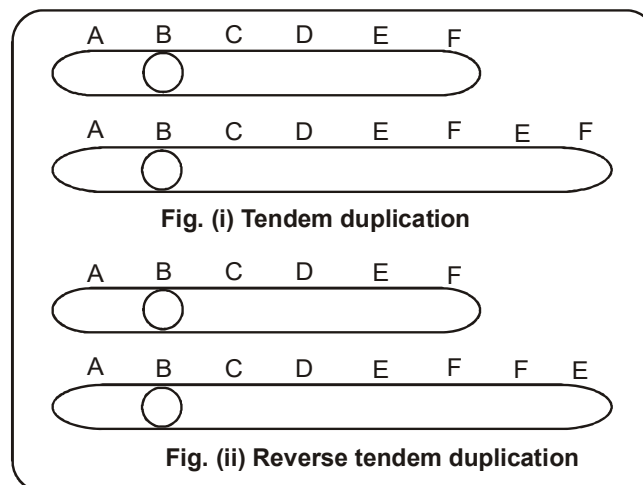 A B C D E F
A B C D E F E F
Fig. (i) Tendem duplication
A B C D E F
A B C D E F F E
Fig. (ii) Reverse tendem duplication